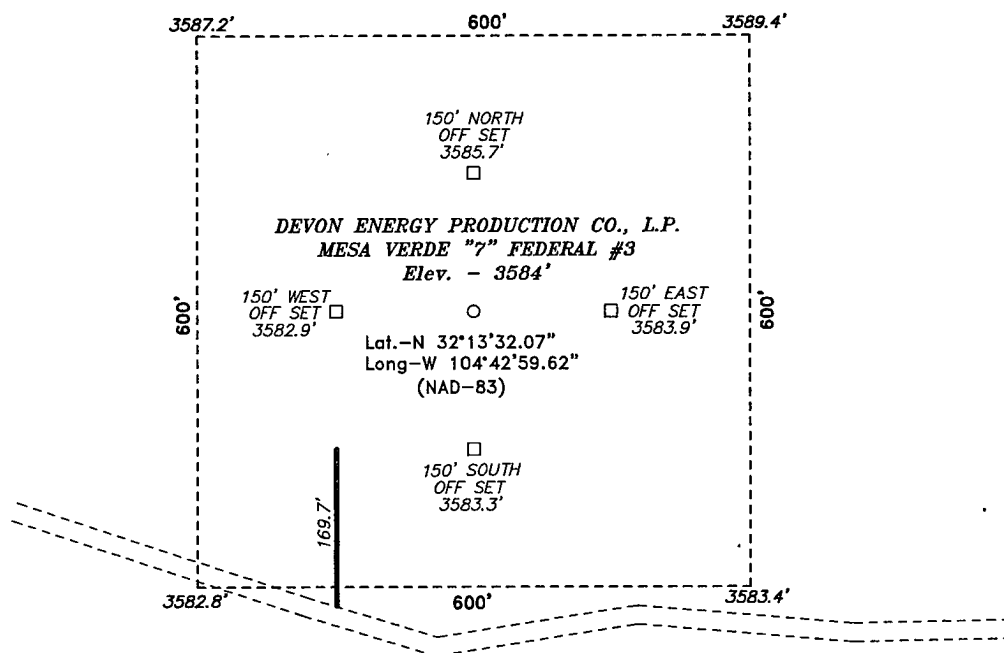 3587.2'
600'
3589.4'
150' NORTH
OFF SET
3585.7'
DEVON ENERGY PRODUCTION CO., L.P.
MESA VERDE "7" FEDERAL #3
Elev. - 3584'
600'
150' WEST
OFF SET
3582.9'
150' EAST
OFF SET
3583.9'
600'
Lat.-N 32°13'32.07"
Long-W 104°42'59.62"
(NAD-83)
150' SOUTH
OFF SET
3583.3'
169.7'
3582.8'
600'
3583.4'